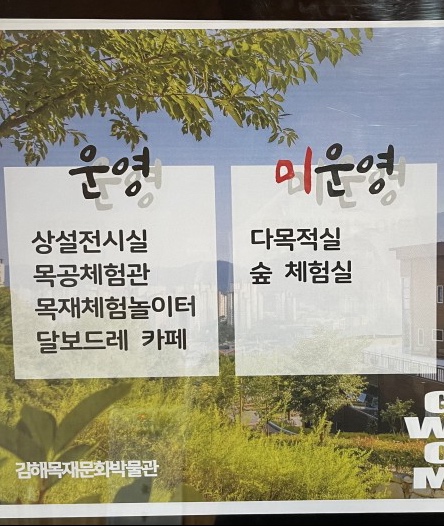 운영
상설전시실
목공체험관
목재체험놀이터
달보드레 카페
미운영
다목적실
숲 체험실
김해목재문화박물관
G
W
C
M